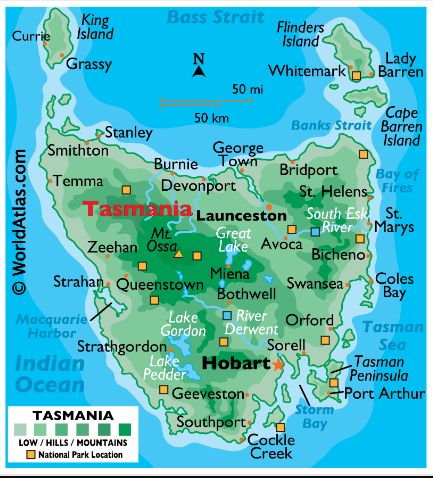 King
Island
Currie
Grassy
Bass Strait
Flinders
Island
Lady
Barren
Whitemark
N
50 mi
50 km
Cape
Barren
Island
Banks Strait
Stanley
Smithton
Burnie
George
Town
Devonport
Bridport
Temma
St. Helens
Bay of
Fires
Tasmania
Launceston
South Esk
River
St.
Marys
Mt.
Ossa
Great
Lake
Avoca
Zeehan
Bicheno
Miena
Strahan
Queenstown
Swansea
Coles
Bay
Bothwell
Macquarie
Harbor
Lake
Gordon
River
Derwent
Orford
Tasman
Sea
Strathgordon
Sorell
Indian
Ocean
Lake
Pedder
Hobart
Tasman
Peninsula
Geeveston
Port Arthur
Storm
Bay
Southport
Cockle
Creek
© WorldAtlas.com
TASMANIA
LOW / HILLS / MOUNTAINS
National Park Location